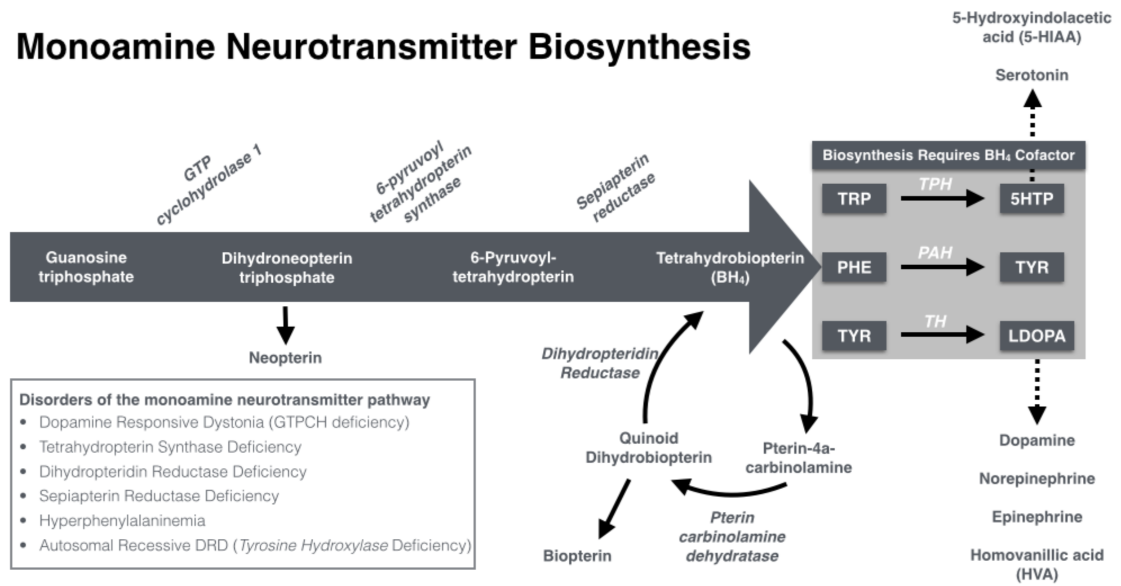 Monoamine Neurotransmitter Biosynthesis
5-Hydroxyindolacetic
acid (5-HIAA)
Serotonin
GTP
cyclohydrolase 1
6-pyruvoyl
tetrahydropterin
synthase
Sepiapterin
reductase
Biosynthesis Requires BH₄ Cofactor
TRP
TPH
5HTP
PHE
PAH
TYR
TYR
TH
LDOPA
Guanosine
triphosphate
Dihydroneopterin
triphosphate
6-Pyruvoyl-
tetrahydropterin
Tetrahydrobiopterin
(BH₄)
Neopterin
Dihydropteridin
Reductase
Quinoid
Dihydrobiopterin
Pterin-4a-
carbinolamine
Pterin
carbinolamine
dehydratase
Biopterin
Dopamine
Norepinephrine
Epinephrine
Homovanillic acid
(HVA)
Disorders of the monoamine neurotransmitter pathway
• Dopamine Responsive Dystonia (GTPCH deficiency)
• Tetrahydropterin Synthase Deficiency
• Dihydropteridin Reductase Deficiency
• Sepiapterin Reductase Deficiency
• Hyperphenylalaninemia
• Autosomal Recessive DRD (Tyrosine Hydroxylase Deficiency)